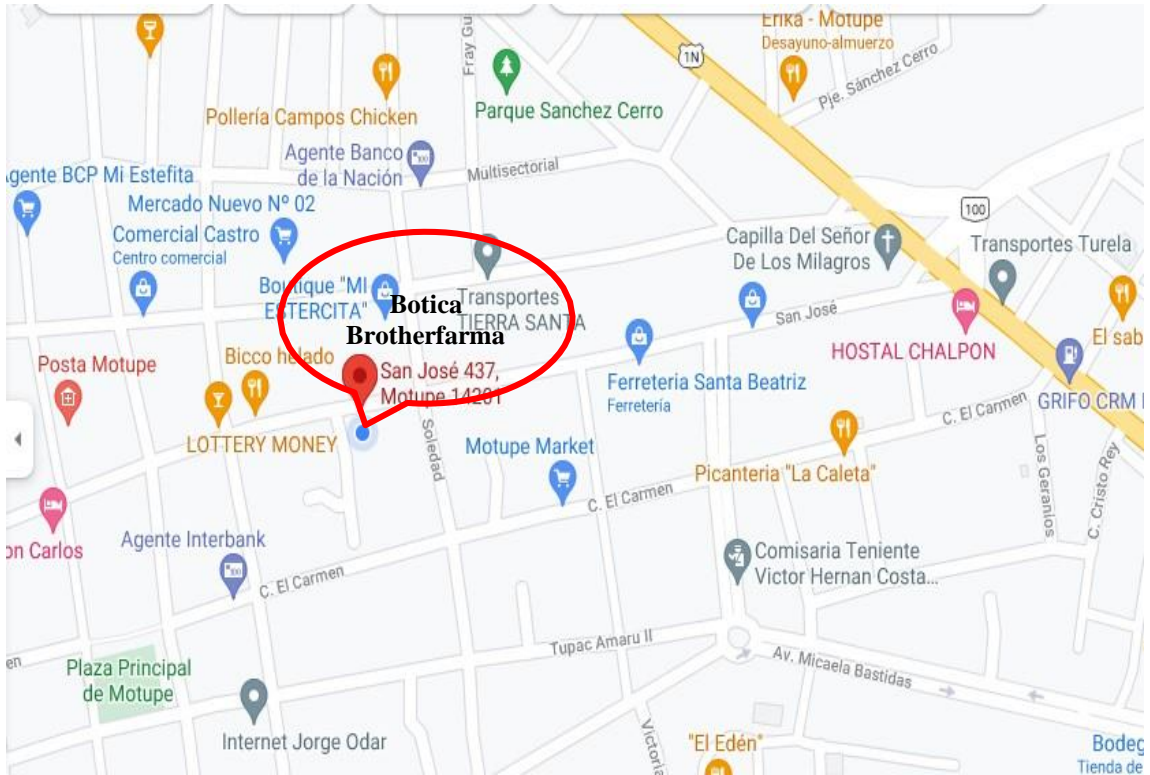 Erika - Motupe
Desayuno-almuerzo
1N
Pje. Sánchez Cerro
Fray Gu
Pollería Campos Chicken
Parque Sanchez Cerro
Agente Banco
de la Nación
Multisectorial
gente BCP Mi Estefita
Mercado Nuevo Nº 02
Comercial Castro
Centro comercial
100
Capilla Del Señor
De Los Milagros
Transportes Turela
Boutique "MI
ESTERCITA"
Botica
Brotherfarma
Transportes
TIERRA SANTA
San José
HOSTAL CHALPON
El sab
Posta Motupe
Bicco helado
San José 437,
Motupe 14201
Ferreteria Santa Beatriz
Ferretería
GRIFO CRM
C. El Carmen
LOTTERY MONEY
Soledad
Motupe Market
Picanteria "La Caleta"
Los Geranios
C. Cristo Rey
C. El Carmen
on Carlos
Agente Interbank
C. El Carmen
Comisaria Teniente
Victor Hernan Costa...
Tupac Amaru II
Av. Micaela Bastidas
en
Plaza Principal
de Motupe
Internet Jorge Odar
Victoria
"El Edén"
Bodeg
Tienda de